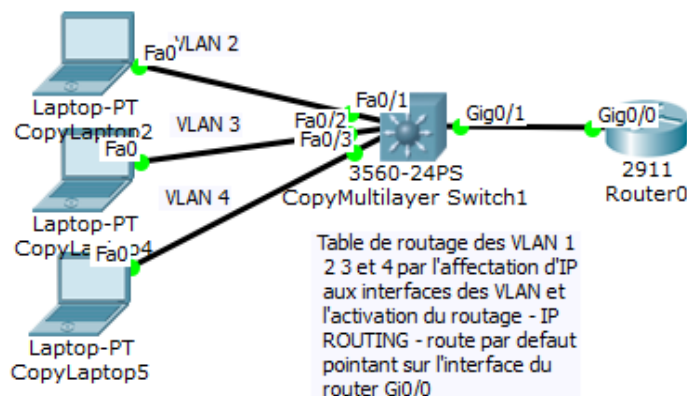 Fa0
VLAN 2
Laptop-PT
CopyLaptop2
Fa0/1
Fa0/2
Fa0/3
Gig0/1
Gig0/0
3560-24PS
CopyMultilayer Switch1
2911
Router0
VLAN 3
Fa0
Laptop-PT
CopyLaptop4
VLAN 4
Fa0
Laptop-PT
CopyLaptop5
Table de routage des VLAN 1
2 3 et 4 par l'affectation d'IP
aux interfaces des VLAN et
l'activation du routage - IP
ROUTING - route par defaut
pointant sur l'interface du
router Gi0/0